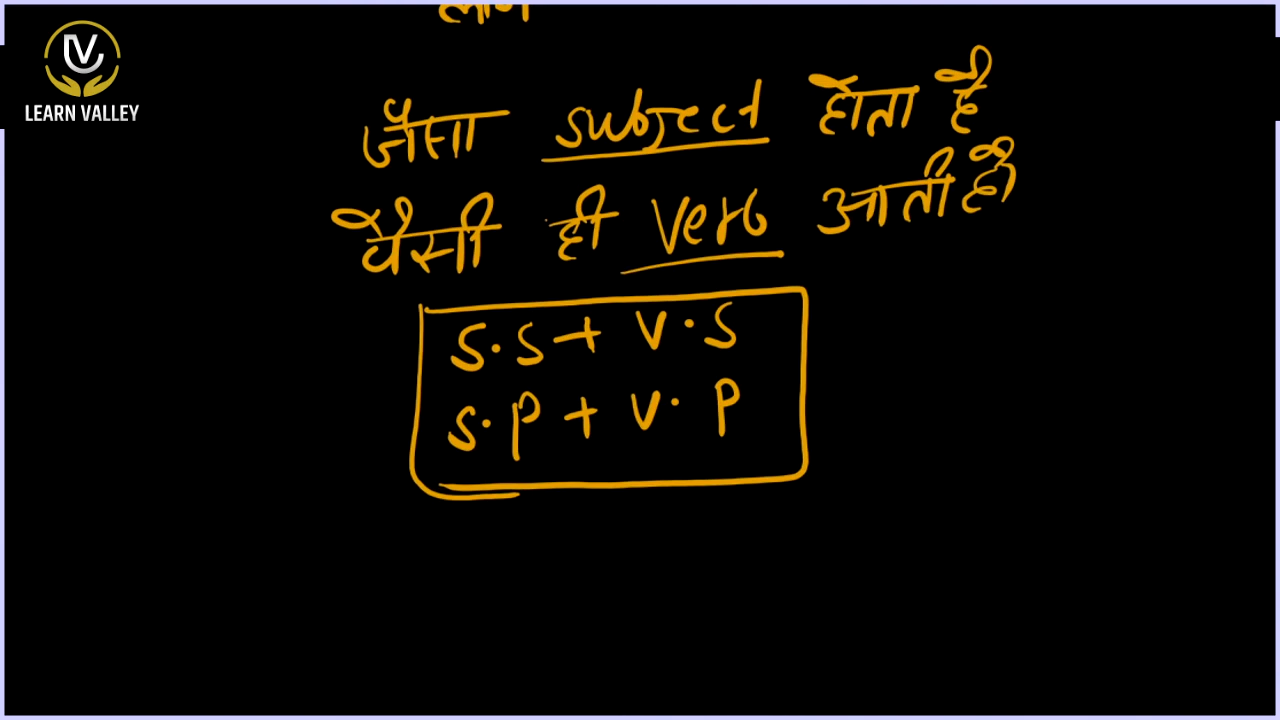 LEARN VALLEY
जैसा subject होता है
वैसी ही Verb आती है
S.S + V.S
S.P + V.P